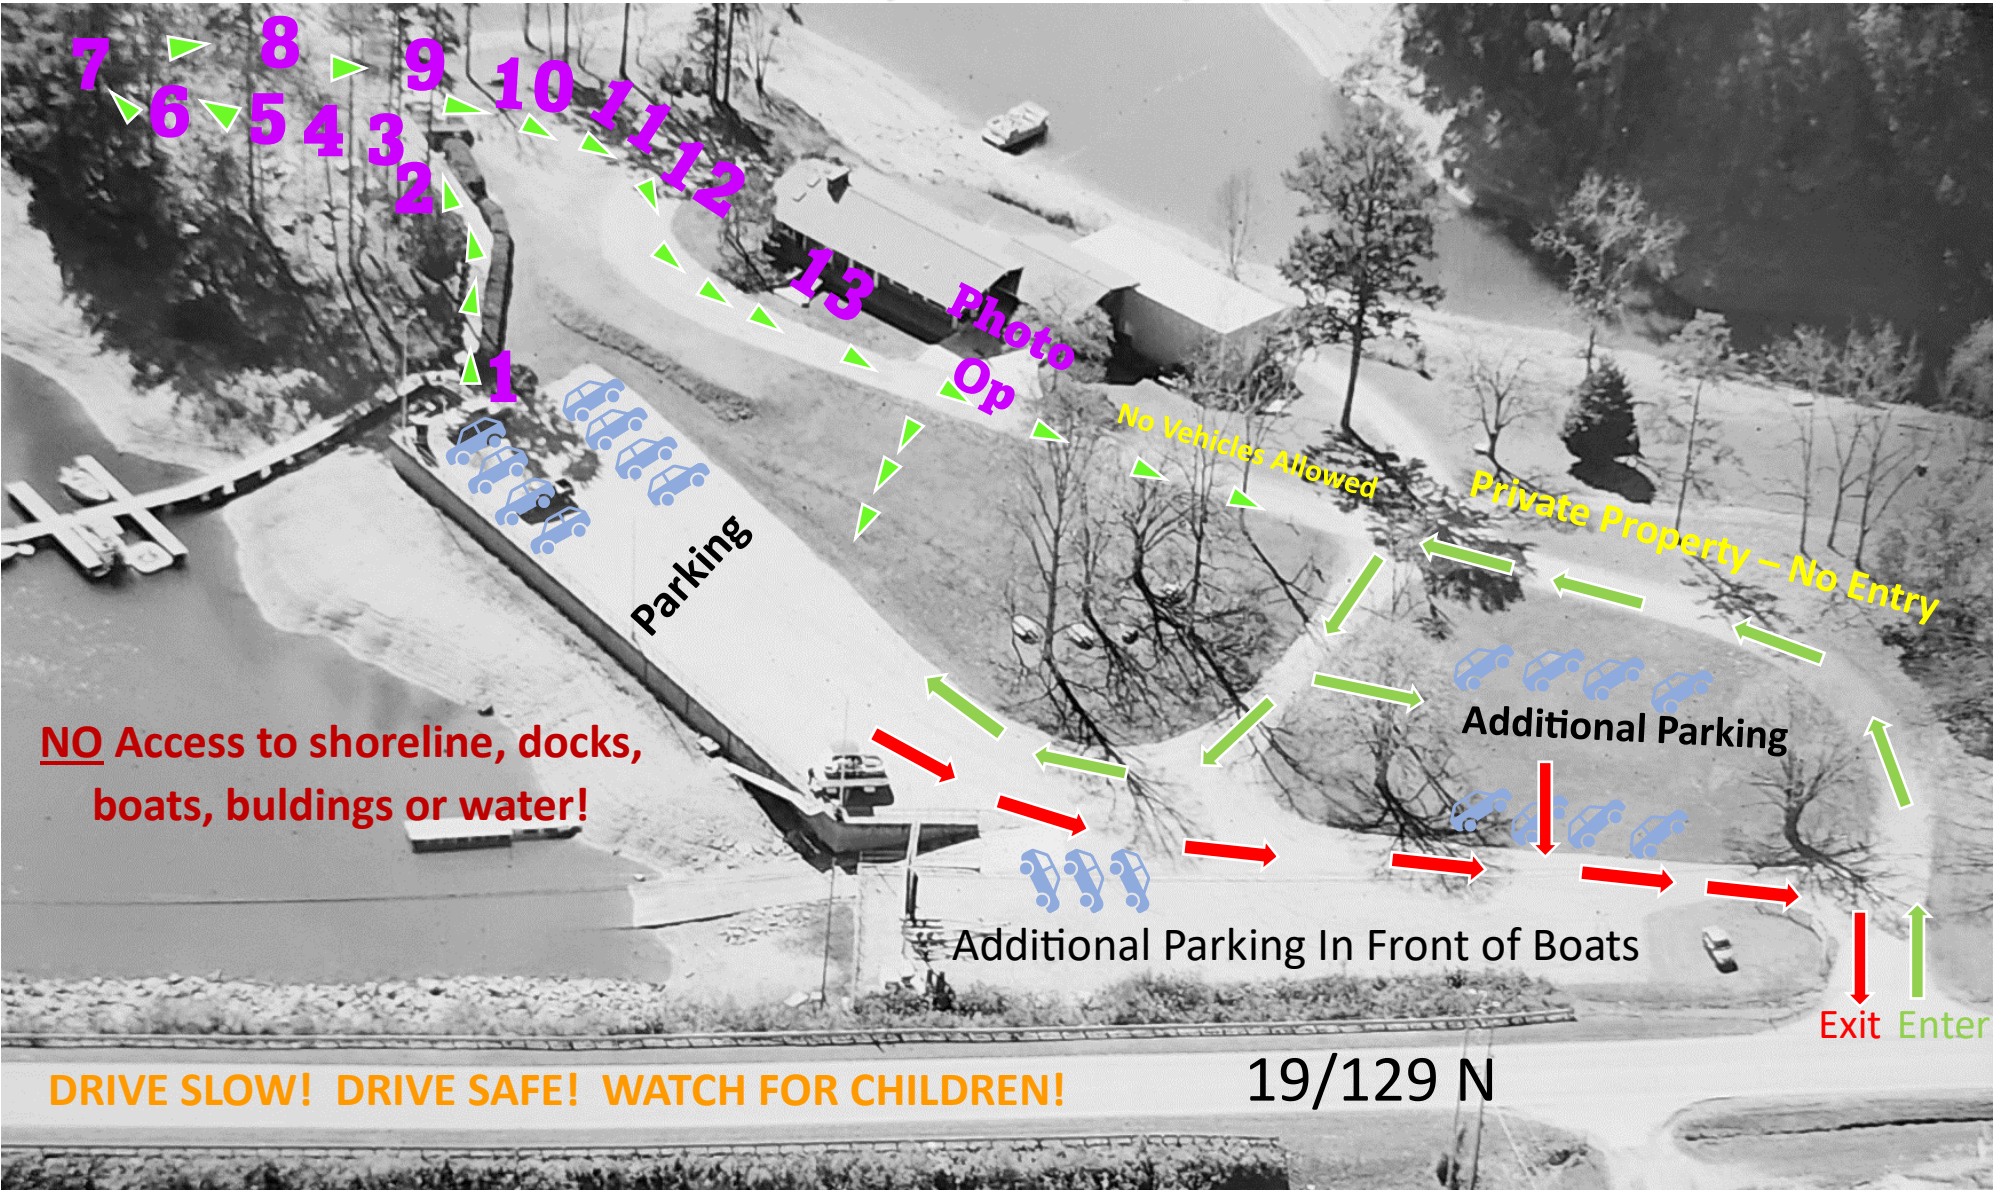 7
8
9
10
11
12
6
5
4
3
2
1
13
Photo
Op
No Vehicles Allowed
Private Property – No Entry
Parking
Additional Parking
NO Access to shoreline, docks,
boats, buldings or water!
Additional Parking In Front of Boats
Exit
Enter
DRIVE SLOW!  DRIVE SAFE!  WATCH FOR CHILDREN!
19/129 N